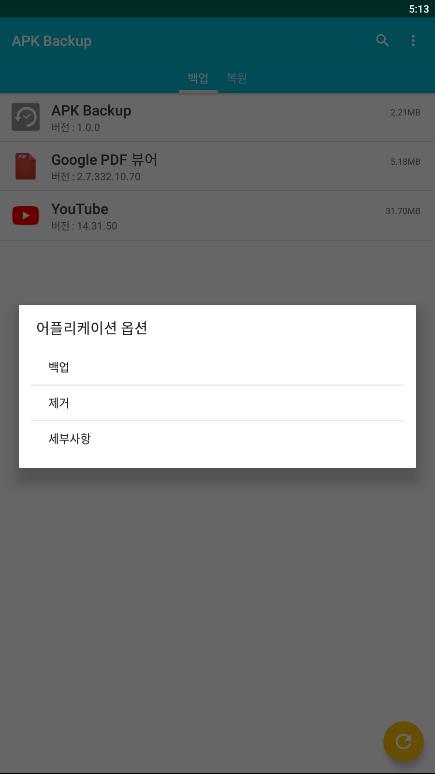 5:13
APK Backup
백업 복원
APK Backup
2.21MB
버전 : 1.0.0
Google PDF 뷰어
5.18MB
버전 : 2.7.332.10.70
YouTube
31.70MB
버전 : 14.31.50
어플리케이션 옵션
백업
제거
세부사항